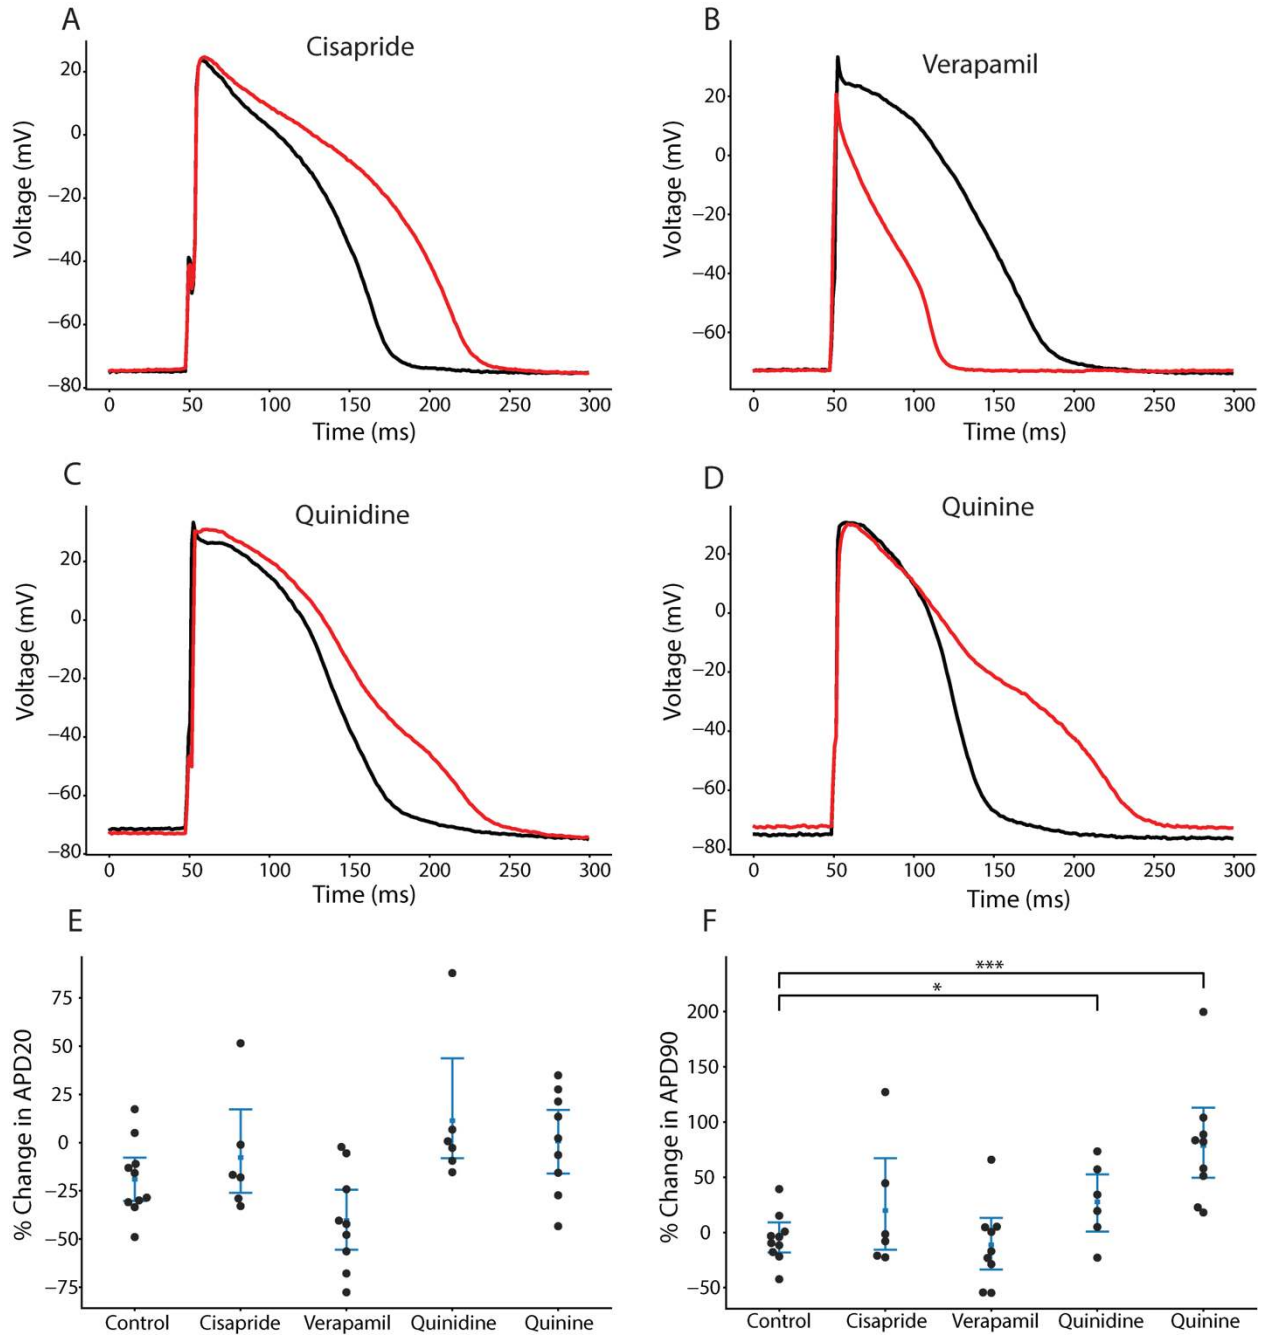 A
Cisapride
Voltage (mV)
20
0
−20
−40
−60
−80
0 50 100 150 200 250 300
Time (ms)
B
Verapamil
Voltage (mV)
20
0
−20
−40
−60
0 50 100 150 200 250 300
Time (ms)
C
Quinidine
Voltage (mV)
20
0
−20
−40
−60
−80
0 50 100 150 200 250 300
Time (ms)
D
Quinine
Voltage (mV)
20
0
−20
−40
−60
−80
0 50 100 150 200 250 300
Time (ms)
E
% Change in APD20
75
50
25
0
−25
−50
−75
Control Cisapride Verapamil Quinidine Quinine
F
% Change in APD90
***
*
200
150
100
50
0
−50
Control Cisapride Verapamil Quinidine Quinine